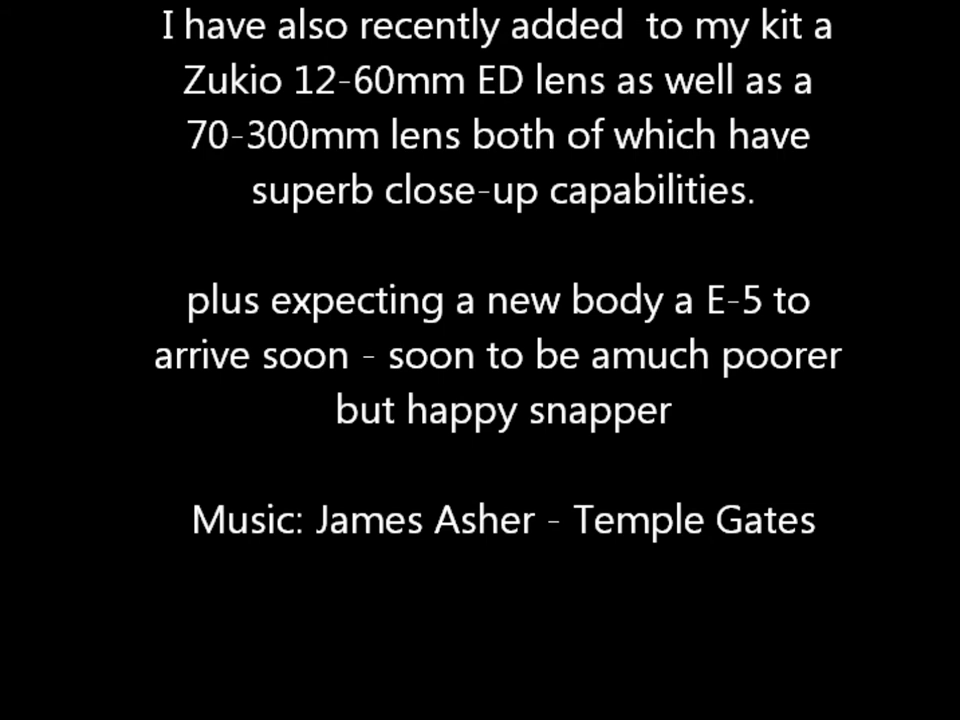 I have also recently added  to my kit a
Zukio 12-60mm ED lens as well as a
70-300mm lens both of which have
superb close-up capabilities.
plus expecting a new body a E-5 to
arrive soon - soon to be amuch poorer
but happy snapper
Music: James Asher - Temple Gates